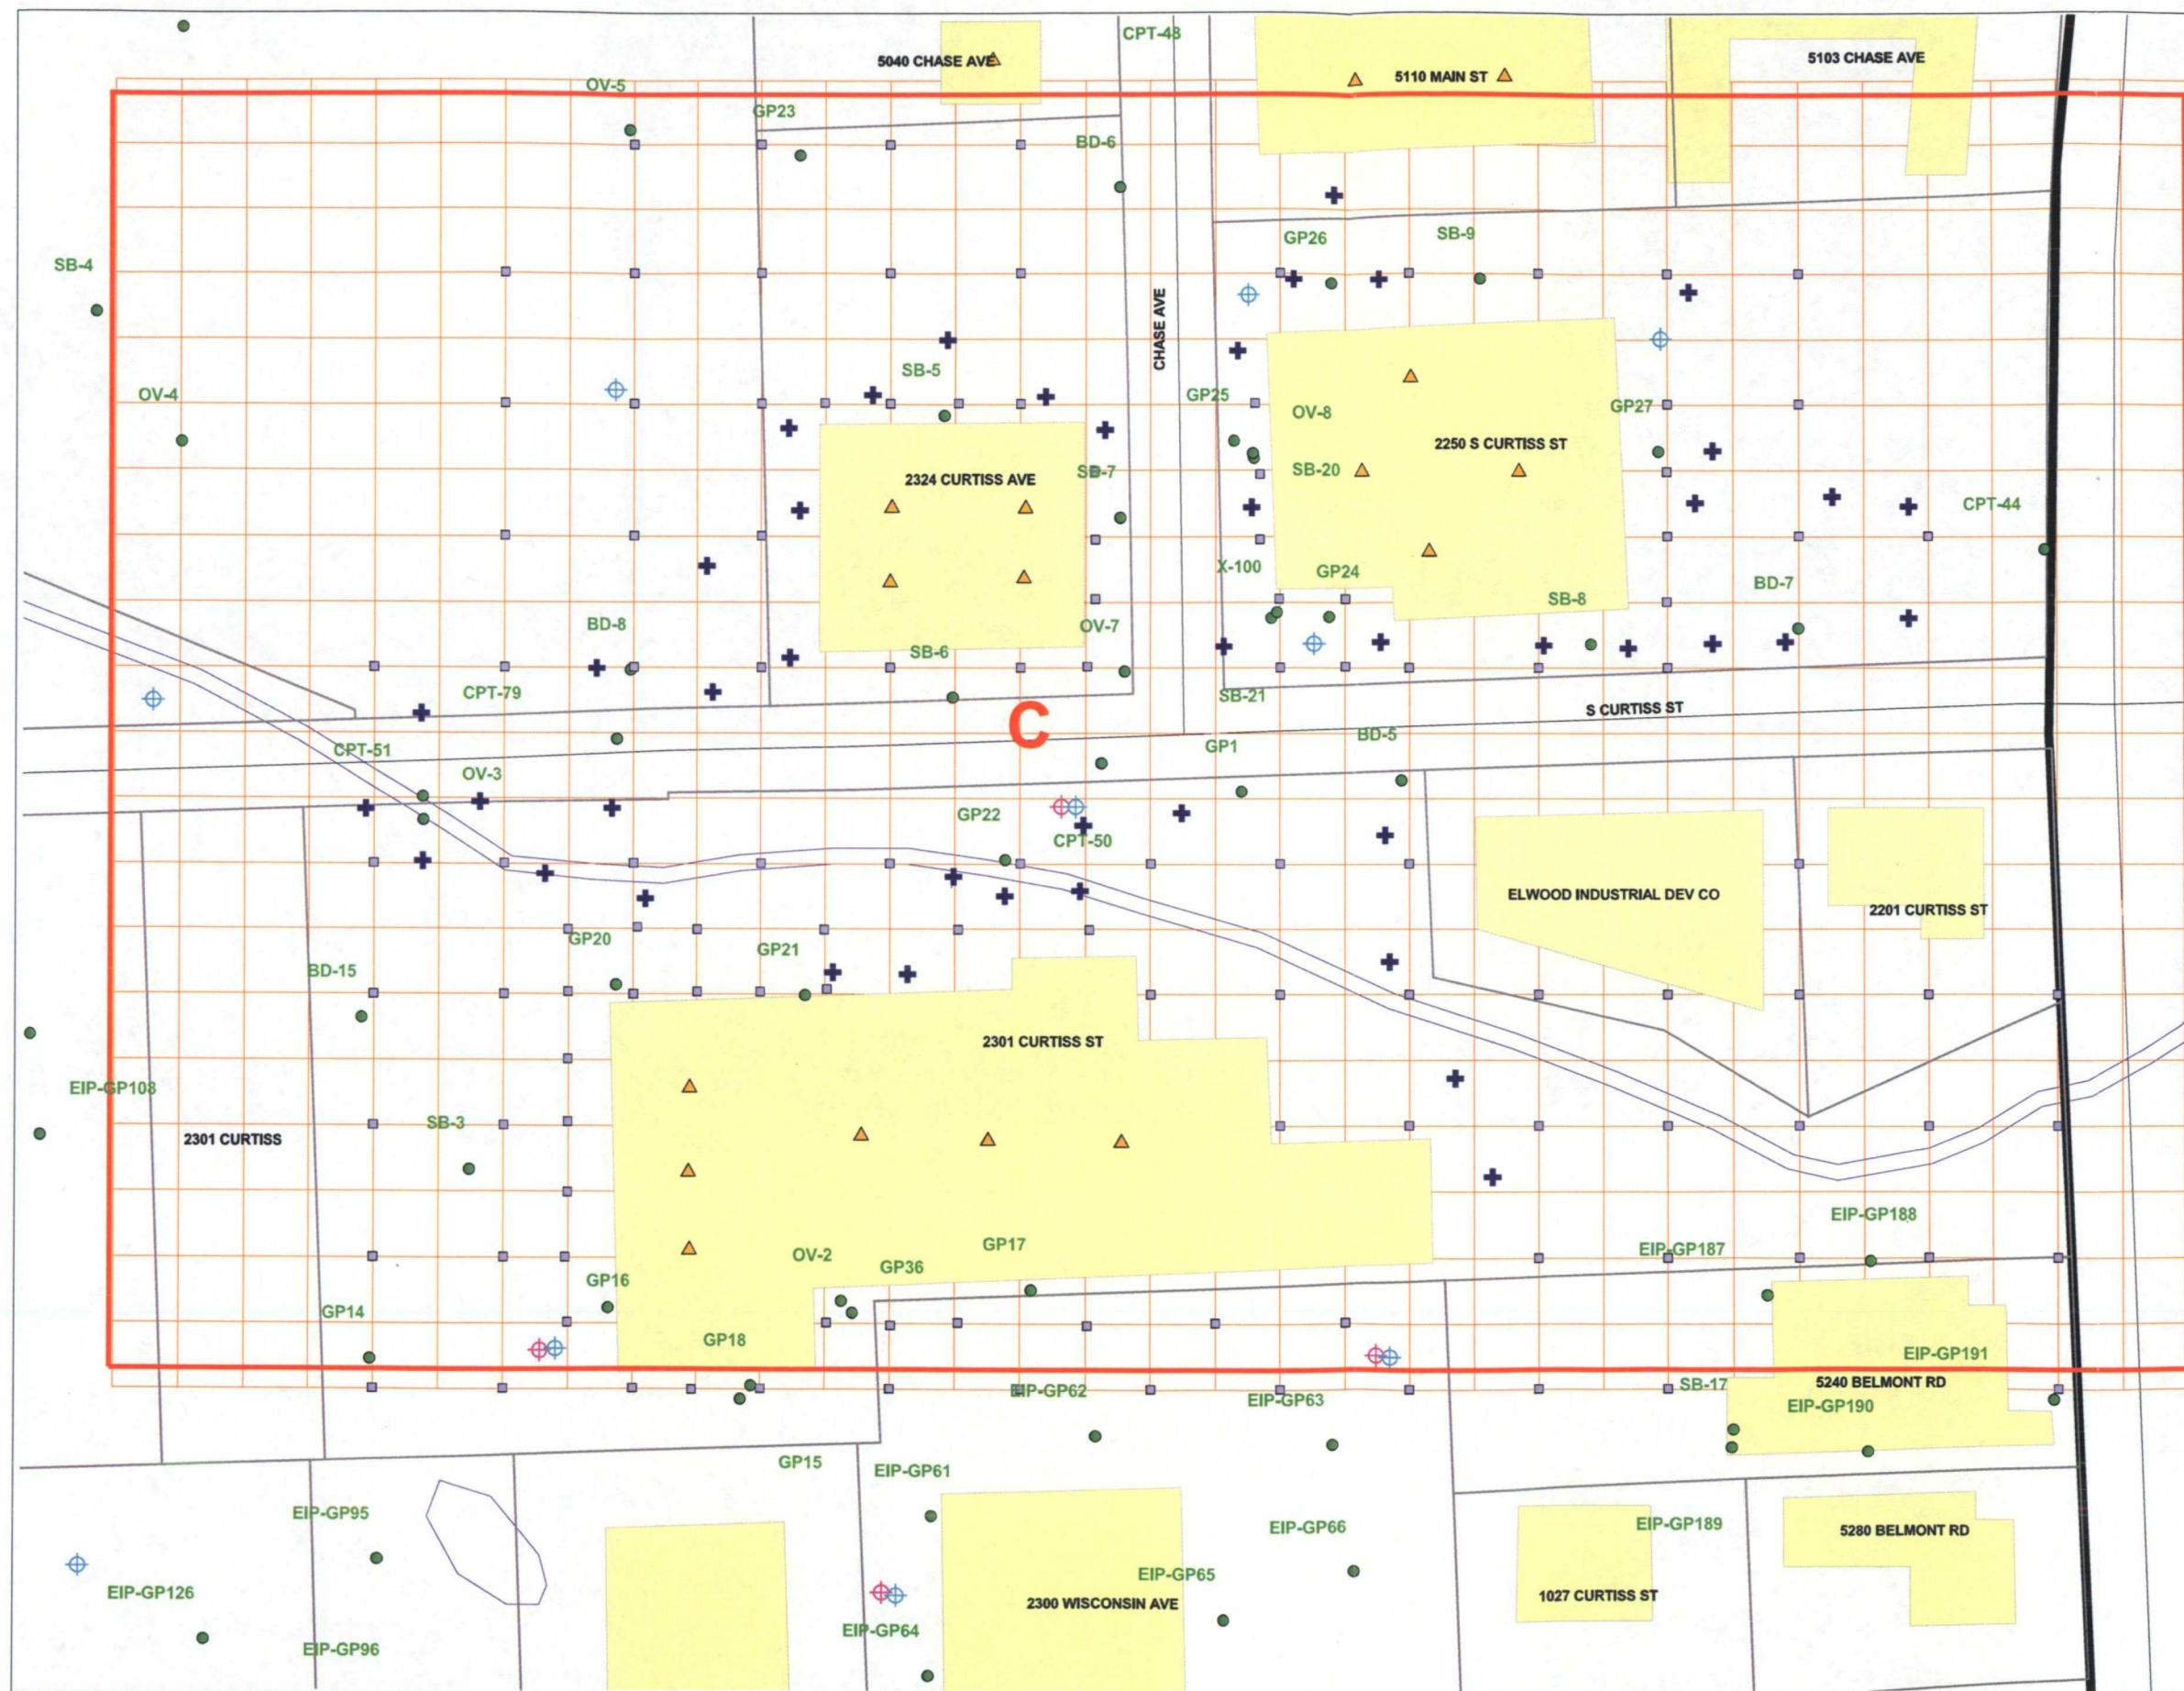 CPT-43
5040 CHASE AVE
5110 MAIN ST
5103 CHASE AVE
OV-5
GP23
BD-6
GP26
SB-9
SB-4
CHASE AVE
SB-5
OV-4
GP25
OV-8
GP27
2250 S CURTISS ST
2324 CURTISS AVE
SB-7
SB-20
CPT-44
X-100
GP24
BD-7
SB-8
BD-8
OV-7
SB-6
CPT-79
SB-21
S CURTISS ST
C
CPT-51
GP1
BD-5
OV-3
GP22
CPT-50
ELWOOD INDUSTRIAL DEV CO
2201 CURTISS ST
GP20
GP21
BD-15
2301 CURTISS ST
EIP-GP108
SB-3
2301 CURTISS
EIP-GP188
GP17
EIP-GP187
OV-2
GP36
GP16
GP14
GP18
EIP-GP191
SB-17
5240 BELMONT RD
EIP-GP62
EIP-GP63
EIP-GP190
GP15
EIP-GP61
EIP-GP95
EIP-GP66
EIP-GP189
5280 BELMONT RD
EIP-GP65
EIP-GP126
2300 WISCONSIN AVE
1027 CURTISS ST
EIP-GP64
EIP-GP96